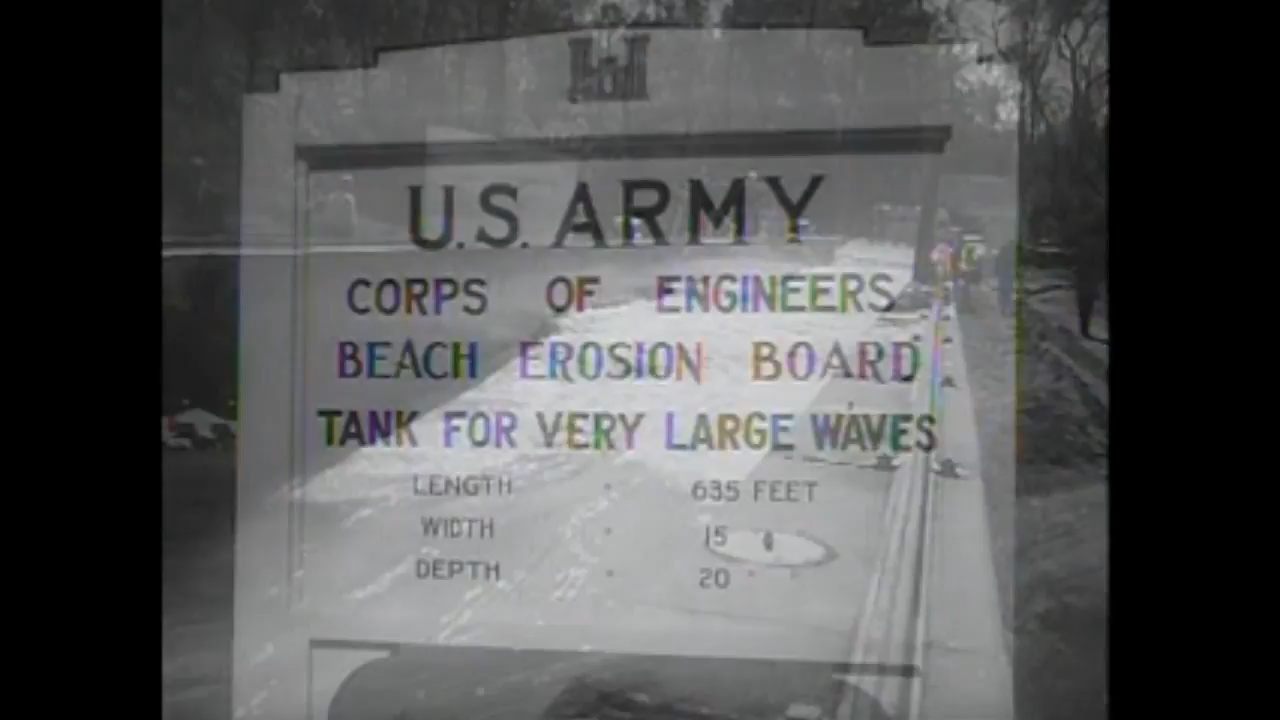 U.S. ARMY
CORPS OF ENGINEERS
BEACH EROSION BOARD
TANK FOR VERY LARGE WAVES
LENGTH - 635 FEET
WIDTH - 15 "
DEPTH - 20 " "